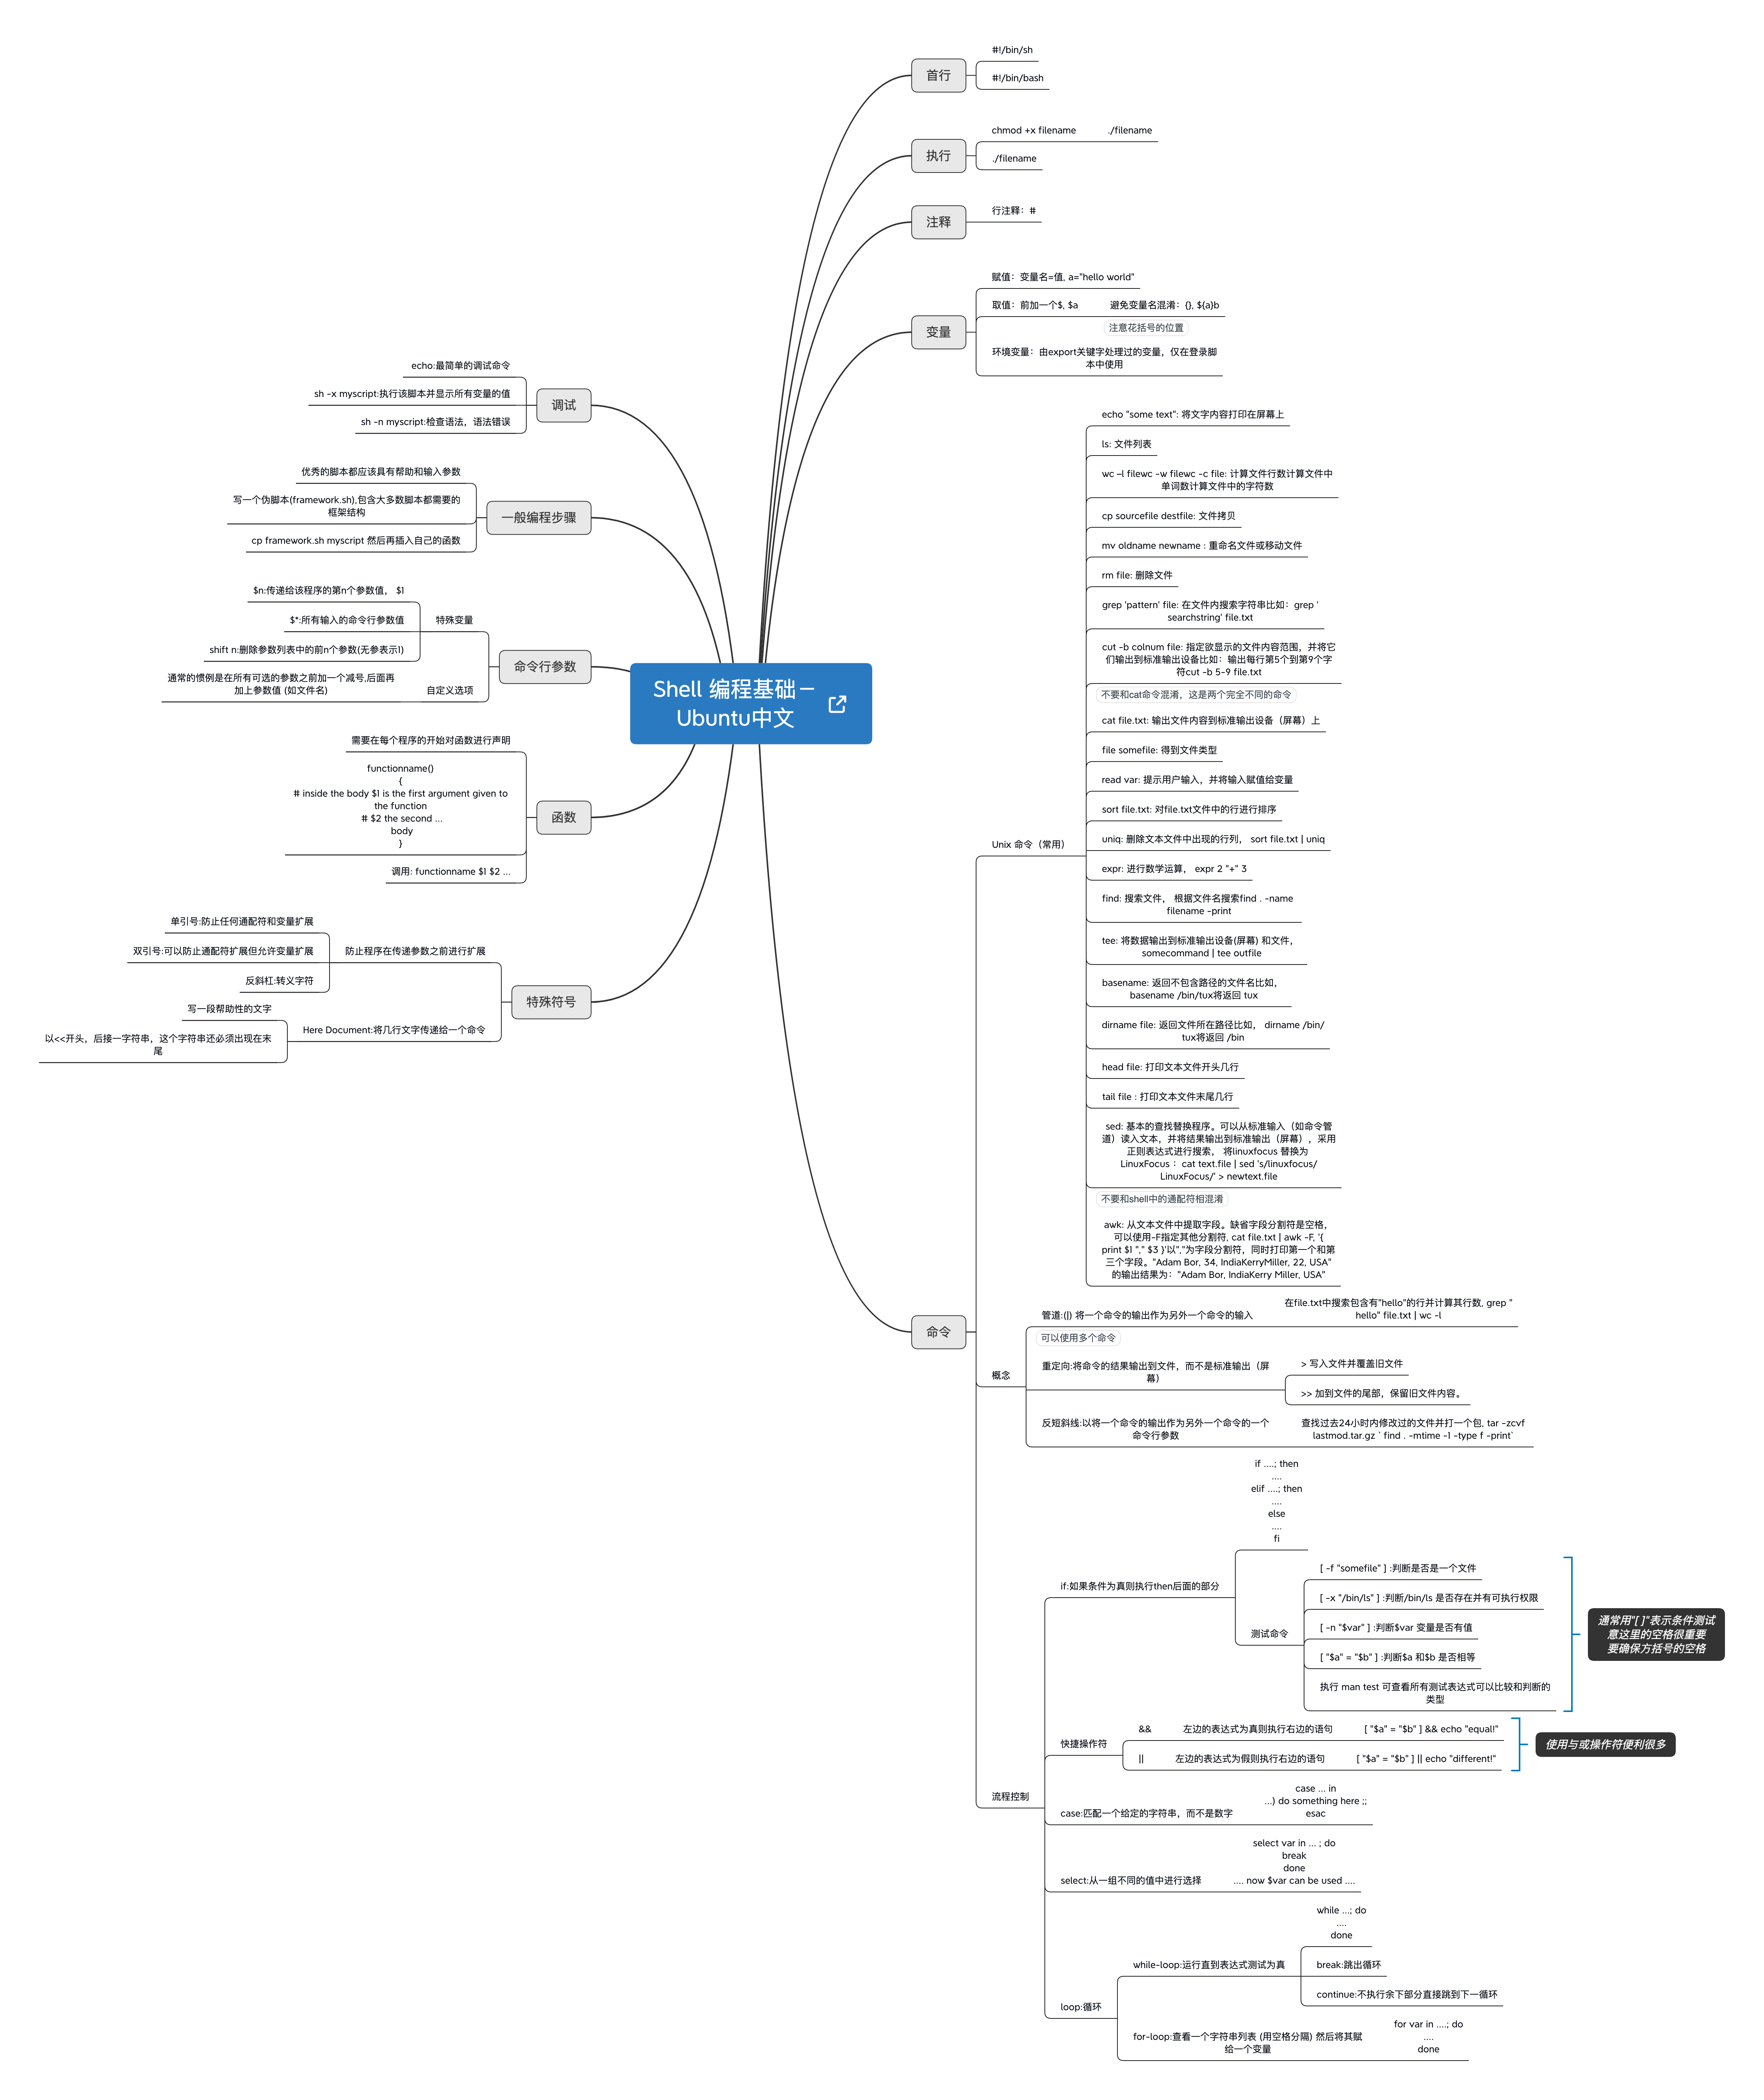 Shell 编程基础－
Ubuntu中文
首行
#!/bin/sh
#!/bin/bash
执行
chmod +x filename
./filename
./filename
注释
行注释：#
变量
赋值：变量名=值, a="hello world"
取值：前加一个$, $a
避免变量名混淆：{}, ${a}b
注意花括号的位置
环境变量：由export关键字处理过的变量，仅在登录脚
本中使用
命令
Unix 命令（常用）
echo "some text": 将文字内容打印在屏幕上
ls: 文件列表
wc –l filewc -w filewc -c file: 计算文件行数计算文件中
单词数计算文件中的字符数
cp sourcefile destfile: 文件拷贝
mv oldname newname : 重命名文件或移动文件
rm file: 删除文件
grep 'pattern' file: 在文件内搜索字符串比如：grep '
searchstring' file.txt
cut -b colnum file: 指定欲显示的文件内容范围，并将它
们输出到标准输出设备比如：输出每行第5个到第9个字
符cut -b 5-9 file.txt
不要和cat命令混淆，这是两个完全不同的命令
cat file.txt: 输出文件内容到标准输出设备（屏幕）上
file somefile: 得到文件类型
read var: 提示用户输入，并将输入赋值给变量
sort file.txt: 对file.txt文件中的行进行排序
uniq: 删除文本文件中出现的行列， sort file.txt | uniq
expr: 进行数学运算， expr 2 "+" 3
find: 搜索文件， 根据文件名搜索find . -name
filename -print
tee: 将数据输出到标准输出设备(屏幕) 和文件，
somecommand | tee outfile
basename: 返回不包含路径的文件名比如，
basename /bin/tux将返回 tux
dirname file: 返回文件所在路径比如， dirname /bin/
tux将返回 /bin
head file: 打印文本文件开头几行
tail file : 打印文本文件末尾几行
sed: 基本的查找替换程序。可以从标准输入（如命令管
道）读入文本，并将结果输出到标准输出（屏幕），采用
正则表达式进行搜索， 将linuxfocus 替换为
LinuxFocus ：cat text.file | sed 's/linuxfocus/
LinuxFocus/' > newtext.file
不要和shell中的通配符相混淆
awk: 从文本文件中提取字段。缺省字段分割符是空格，
可以使用-F指定其他分割符, cat file.txt | awk -F, '{
print $1 "," $3 }'以","为字段分割符，同时打印第一个和第
三个字段。"Adam Bor, 34, IndiaKerryMiller, 22, USA"
的输出结果为："Adam Bor, IndiaKerry Miller, USA"
概念
管道:(|) 将一个命令的输出作为另外一个命令的输入
可以使用多个命令
在file.txt中搜索包含有"hello"的行并计算其行数, grep "
hello" file.txt | wc -l
重定向:将命令的结果输出到文件，而不是标准输出（屏
幕）
> 写入文件并覆盖旧文件
>> 加到文件的尾部，保留旧文件内容。
反短斜线:以将一个命令的输出作为另外一个命令的一个
命令行参数
查找过去24小时内修改过的文件并打一个包, tar -zcvf
lastmod.tar.gz ` find . -mtime -1 -type f -print`
流程控制
if:如果条件为真则执行then后面的部分
if ....; then
....
elif ....; then
....
else
....
fi
测试命令
[ -f "somefile" ] :判断是否是一个文件
[ -x "/bin/ls" ] :判断/bin/ls 是否存在并有可执行权限
[ -n "$var" ] :判断$var 变量是否有值
[ "$a" = "$b" ] :判断$a 和$b 是否相等
执行 man test 可查看所有测试表达式可以比较和判断的
类型
通常用"[ ]"表示条件测试
意这里的空格很重要
要确保方括号的空格
快捷操作符
&&
左边的表达式为真则执行右边的语句
[ "$a" = "$b" ] && echo "equal!"
||
左边的表达式为假则执行右边的语句
[ "$a" = "$b" ] || echo "different!"
使用与或操作符便利很多
case:匹配一个给定的字符串，而不是数字
case ... in
...) do something here ;;
esac
select:从一组不同的值中进行选择
select var in ... ; do
break
done
.... now $var can be used ....
loop:循环
while-loop:运行直到表达式测试为真
while ...; do
....
done
break:跳出循环
continue:不执行余下部分直接跳到下一循环
for-loop:查看一个字符串列表 (用空格分隔) 然后将其赋
给一个变量
for var in ....; do
....
done
调试
echo:最简单的调试命令
sh -x myscript:执行该脚本并显示所有变量的值
sh -n myscript:检查语法，语法错误
一般编程步骤
优秀的脚本都应该具有帮助和输入参数
写一个伪脚本(framework.sh),包含大多数脚本都需要的
框架结构
cp framework.sh myscript 然后再插入自己的函数
命令行参数
特殊变量
$n:传递给该程序的第n个参数值， $1
$*:所有输入的命令行参数值
shift n:删除参数列表中的前n个参数(无参表示1)
自定义选项
通常的惯例是在所有可选的参数之前加一个减号,后面再
加上参数值 (如文件名)
函数
需要在每个程序的开始对函数进行声明
functionname()
{
# inside the body $1 is the first argument given to
the function
# $2 the second ...
body
}
调用: functionname $1 $2 ...
特殊符号
防止程序在传递参数之前进行扩展
单引号:防止任何通配符和变量扩展
双引号:可以防止通配符扩展但允许变量扩展
反斜杠:转义字符
Here Document:将几行文字传递给一个命令
写一段帮助性的文字
以<<开头，后接一字符串，这个字符串还必须出现在末
尾